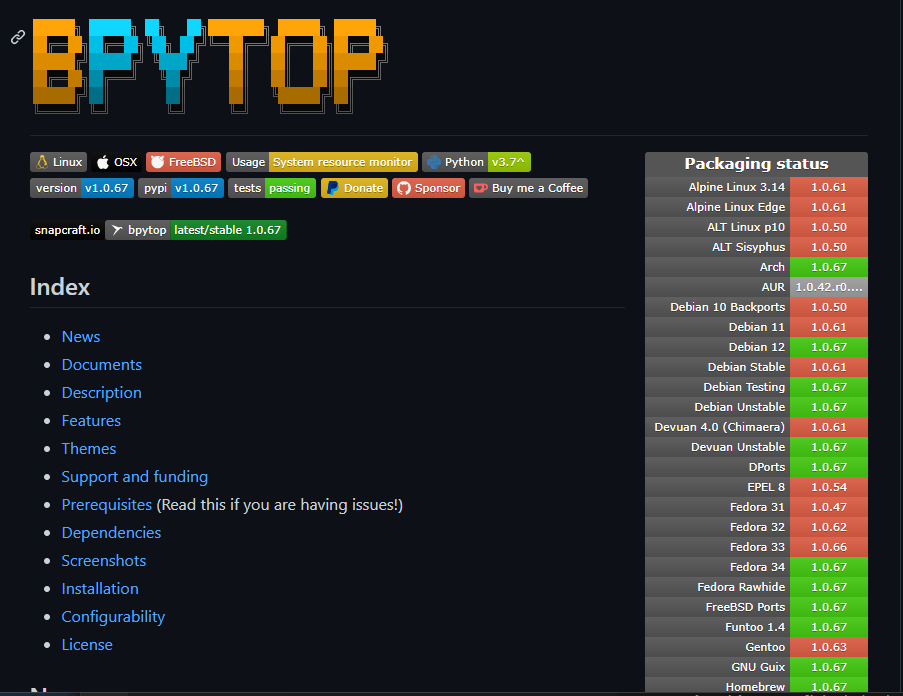 BPYTOP
Linux OSX FreeBSD Usage System resource monitor Python v3.7^
version v1.0.67 pypi v1.0.67 tests passing Donate Sponsor Buy me a Coffee
snapcraft.io bpytop latest/stable 1.0.67
Index
News
Documents
Description
Features
Themes
Support and funding
Prerequisites (Read this if you are having issues!)
Dependencies
Screenshots
Installation
Configurability
License
Packaging status
Alpine Linux 3.14 1.0.61
Alpine Linux Edge 1.0.61
ALT Linux p10 1.0.50
ALT Sisyphus 1.0.50
Arch 1.0.67
AUR 1.0.42.r0....
Debian 10 Backports 1.0.50
Debian 11 1.0.61
Debian 12 1.0.67
Debian Stable 1.0.61
Debian Testing 1.0.67
Debian Unstable 1.0.67
Devuan 4.0 (Chimaera) 1.0.61
Devuan Unstable 1.0.67
DPorts 1.0.67
EPEL 8 1.0.54
Fedora 31 1.0.47
Fedora 32 1.0.62
Fedora 33 1.0.66
Fedora 34 1.0.67
Fedora Rawhide 1.0.67
FreeBSD Ports 1.0.67
Funtoo 1.4 1.0.67
Gentoo 1.0.63
GNU Guix 1.0.67
Homebrew 1.0.67